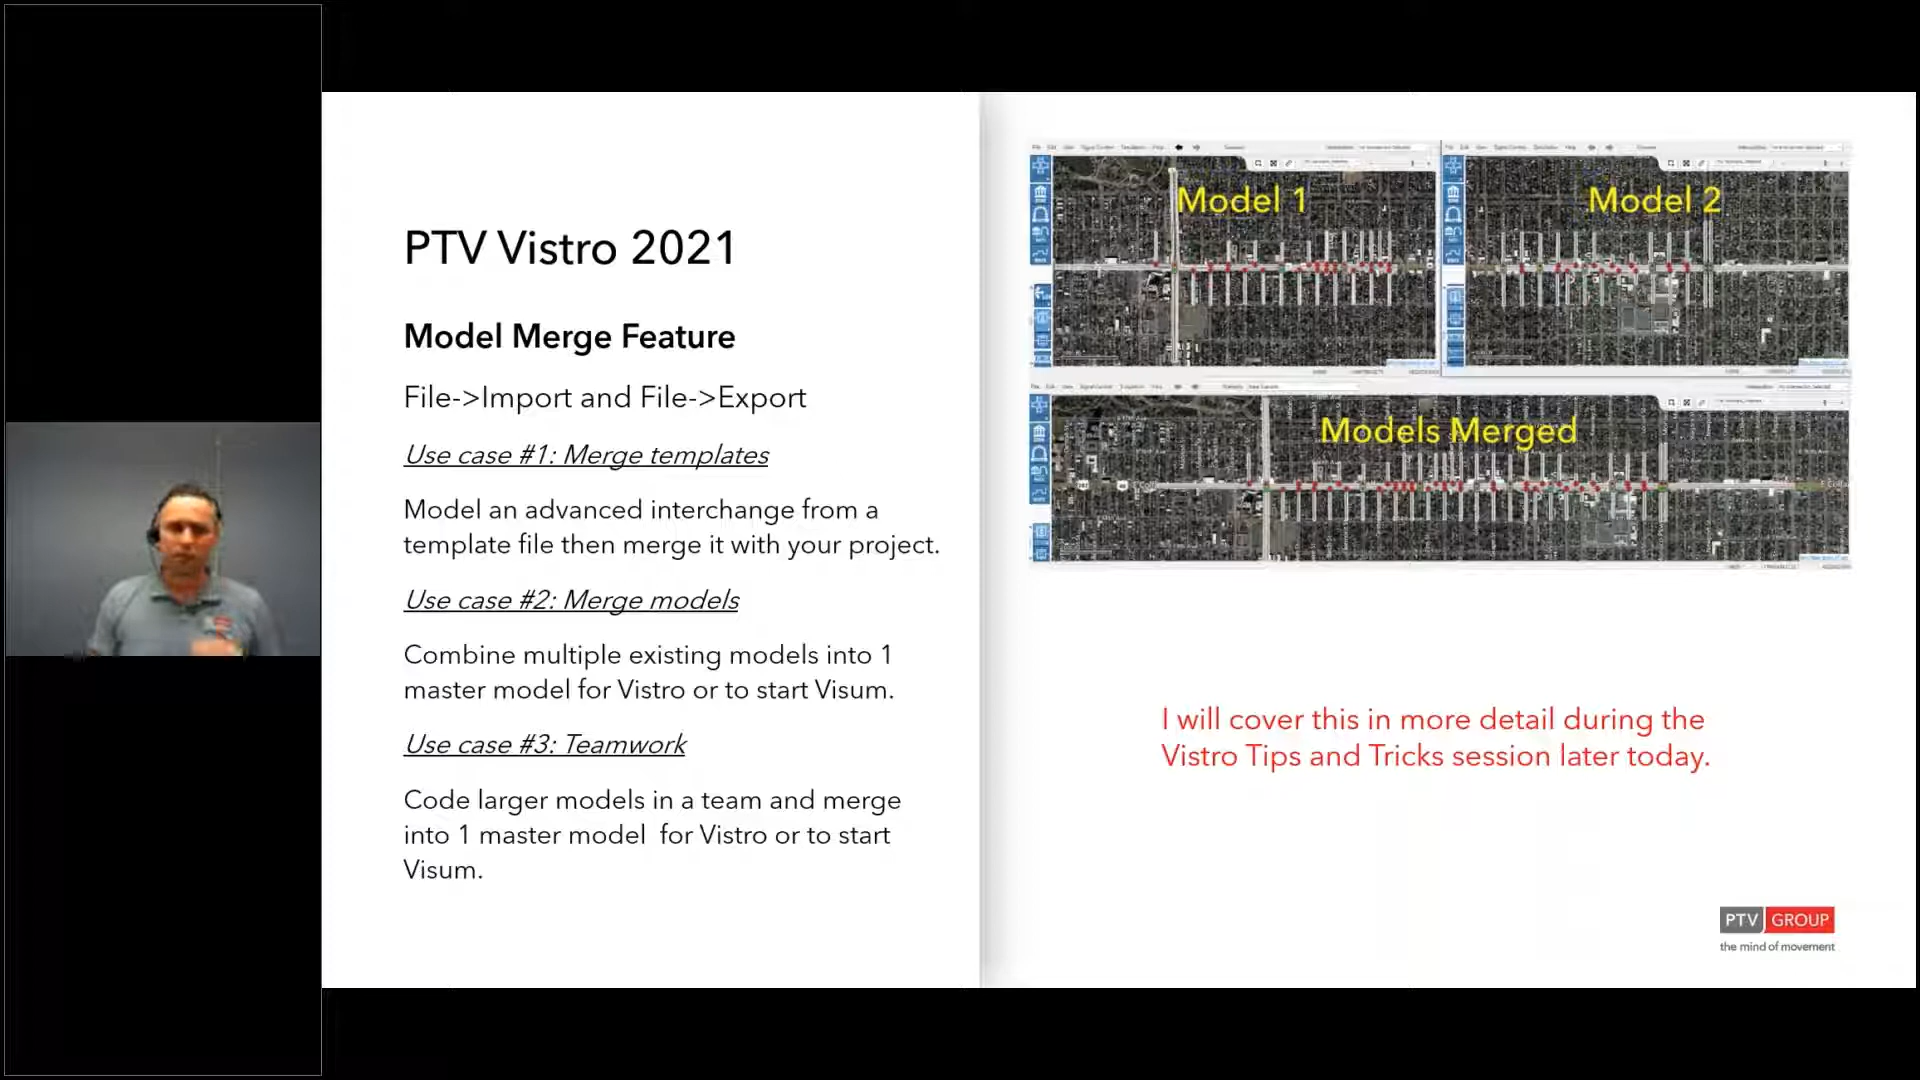 PTV Vistro 2021
Model Merge Feature
File->Import and File->Export
Use case #1: Merge templates
Model an advanced interchange from a
template file then merge it with your project.
Use case #2: Merge models
Combine multiple existing models into 1
master model for Vistro or to start Visum.
Use case #3: Teamwork
Code larger models in a team and merge
into 1 master model  for Vistro or to start
Visum.
Model 1
Model 2
Models Merged
I will cover this in more detail during the
Vistro Tips and Tricks session later today.
PTV GROUP
the mind of movement